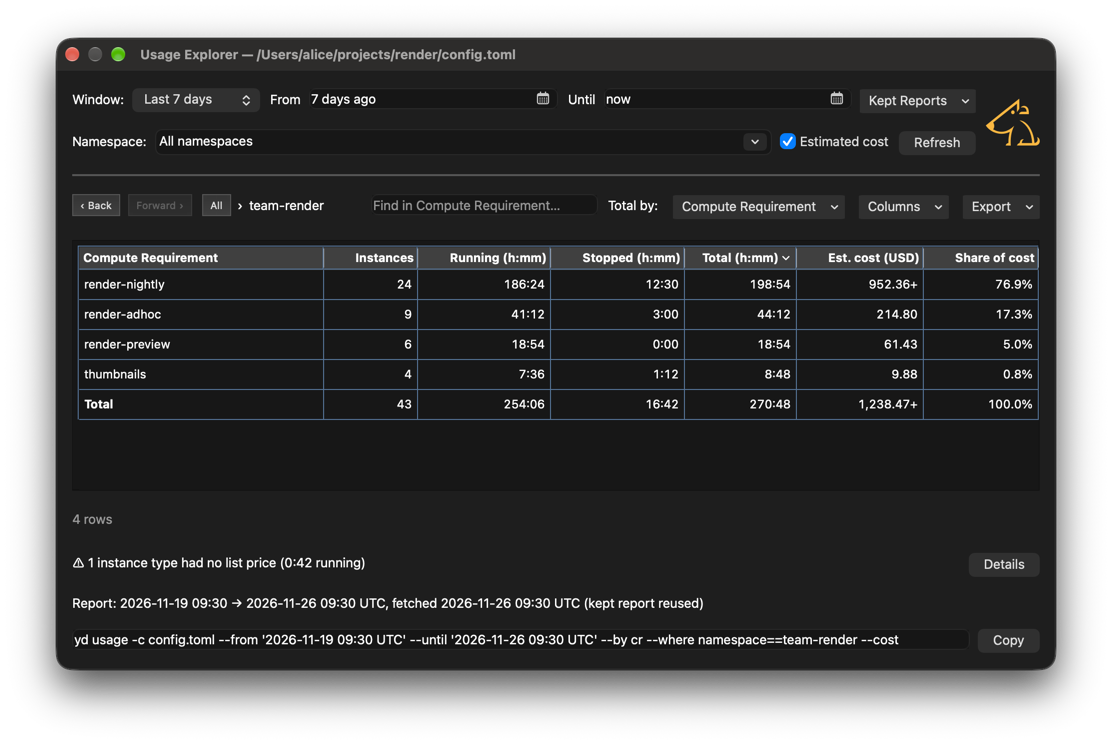 Usage Explorer — /Users/alice/projects/render/config.toml
Window: Last 7 days From 7 days ago Until now Kept Reports
Namespace: All namespaces Estimated cost Refresh
‹ Back Forward › All › team-render Find in Compute Requirement... Total by: Compute Requirement Columns Export
Compute Requirement Instances Running (h:mm) Stopped (h:mm) Total (h:mm) Est. cost (USD) Share of cost
render-nightly 24 186:24 12:30 198:54 952.36+ 76.9%
render-adhoc 9 41:12 3:00 44:12 214.80 17.3%
render-preview 6 18:54 0:00 18:54 61.43 5.0%
thumbnails 4 7:36 1:12 8:48 9.88 0.8%
Total 43 254:06 16:42 270:48 1,238.47+ 100.0%
4 rows
⚠ 1 instance type had no list price (0:42 running) Details
Report: 2026-11-19 09:30 → 2026-11-26 09:30 UTC, fetched 2026-11-26 09:30 UTC (kept report reused)
yd usage -c config.toml --from '2026-11-19 09:30 UTC' --until '2026-11-26 09:30 UTC' --by cr --where namespace==team-render --cost Copy